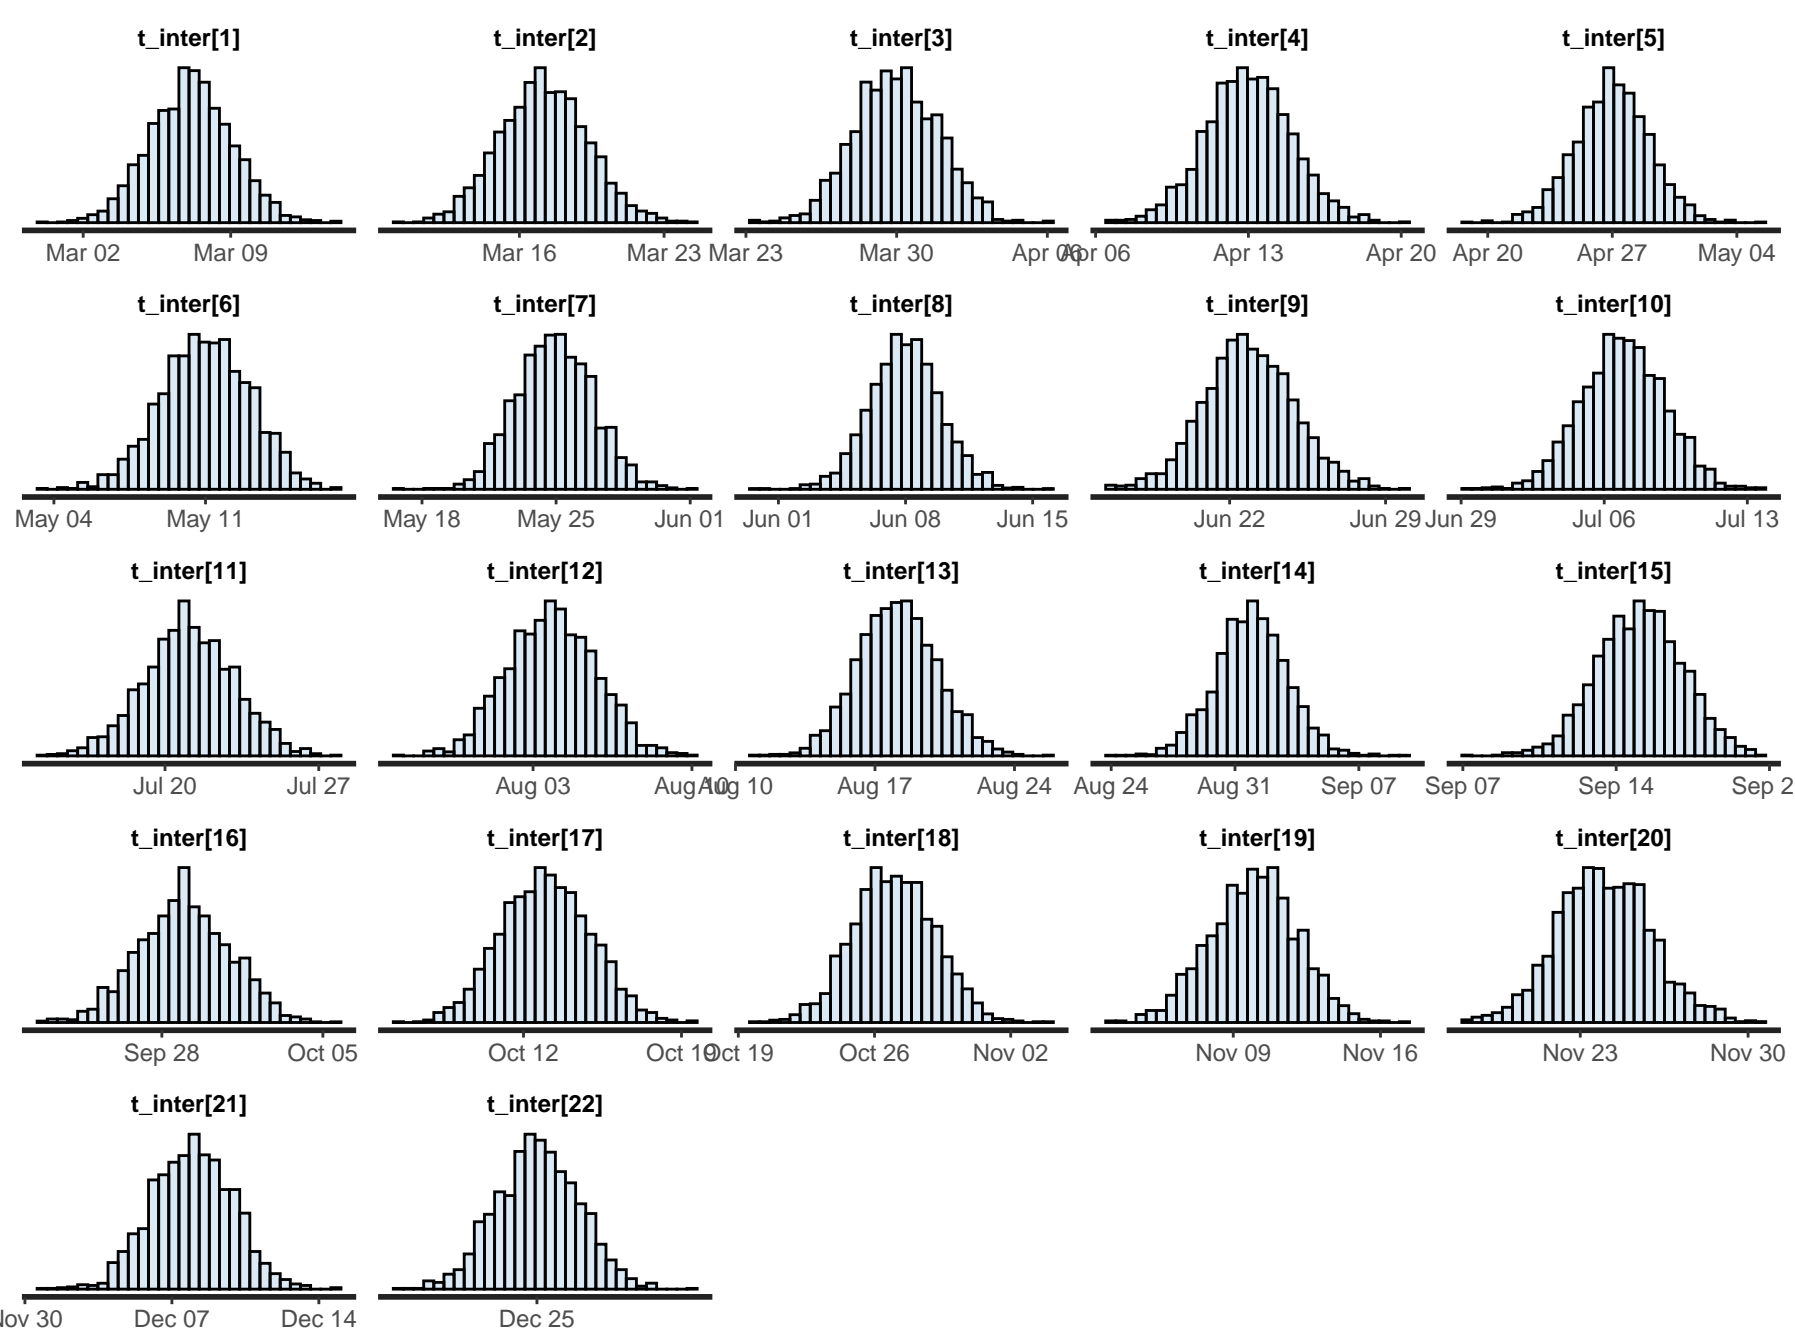 t_inter[1] t_inter[2] t_inter[3] t_inter[4] t_inter[5]
Mar 02 Mar 09 Mar 16 Mar 23 Mar 23 Mar 30 Apr 06 Apr 06 Apr 13 Apr 20 Apr 20 Apr 27 May 04
t_inter[6] t_inter[7] t_inter[8] t_inter[9] t_inter[10]
May 04 May 11 May 18 May 25 Jun 01 Jun 01 Jun 08 Jun 15 Jun 22 Jun 29 Jun 29 Jul 06 Jul 13
t_inter[11] t_inter[12] t_inter[13] t_inter[14] t_inter[15]
Jul 20 Jul 27 Aug 03 Aug 10 Aug 10 Aug 17 Aug 24 Aug 24 Aug 31 Sep 07 Sep 07 Sep 14 Sep 2
t_inter[16] t_inter[17] t_inter[18] t_inter[19] t_inter[20]
Sep 28 Oct 05 Oct 12 Oct 19 Oct 19 Oct 26 Nov 02 Nov 09 Nov 16 Nov 23 Nov 30
t_inter[21] t_inter[22]
Nov 30 Dec 07 Dec 14 Dec 25